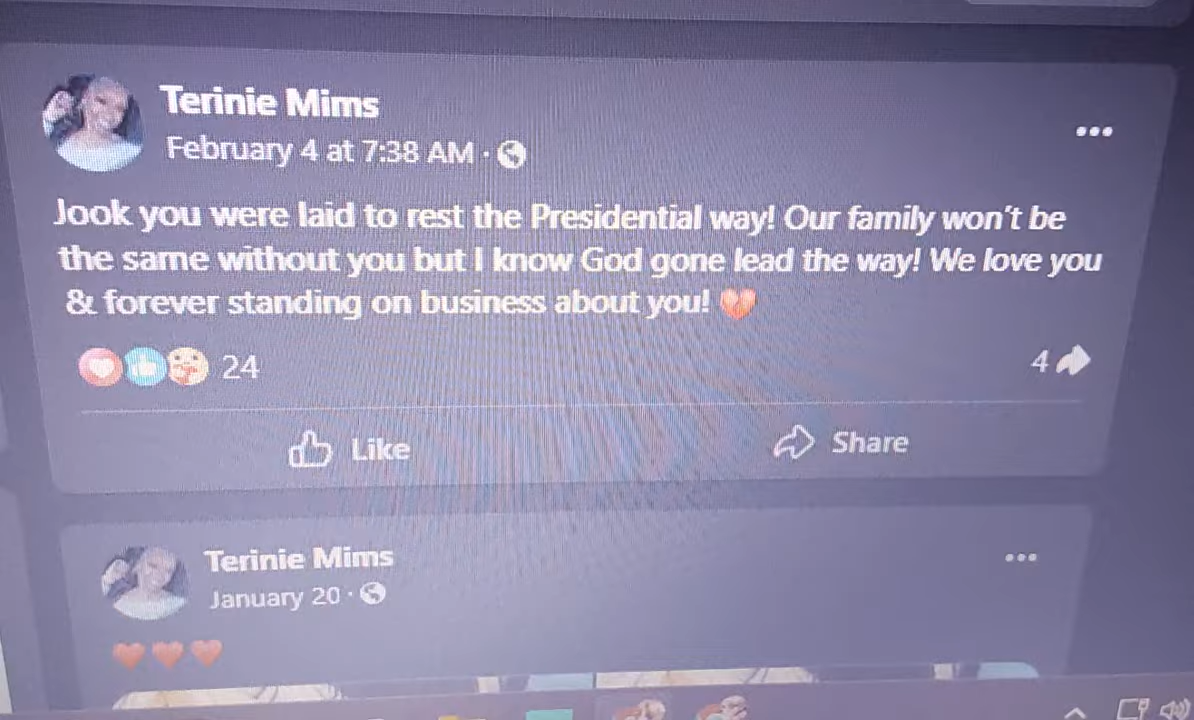 Terinie Mims
February 4 at 7:38 AM ·
Jook you were laid to rest the Presidential way! Our family won't be
the same without you but I know God gone lead the way! We love you
& forever standing on business about you! 💔
24
4
Like
Share
Terinie Mims
January 20 ·
❤️❤️❤️